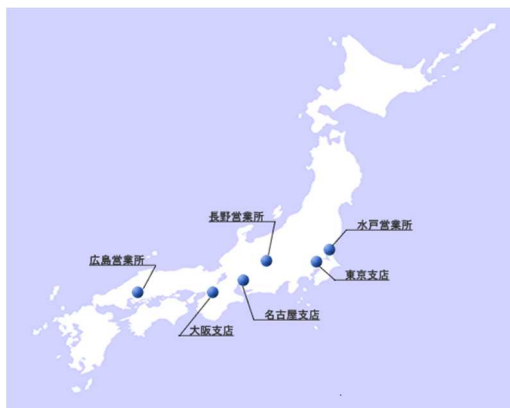 長野営業所
水戸営業所
広島営業所
東京支店
名古屋支店
大阪支店